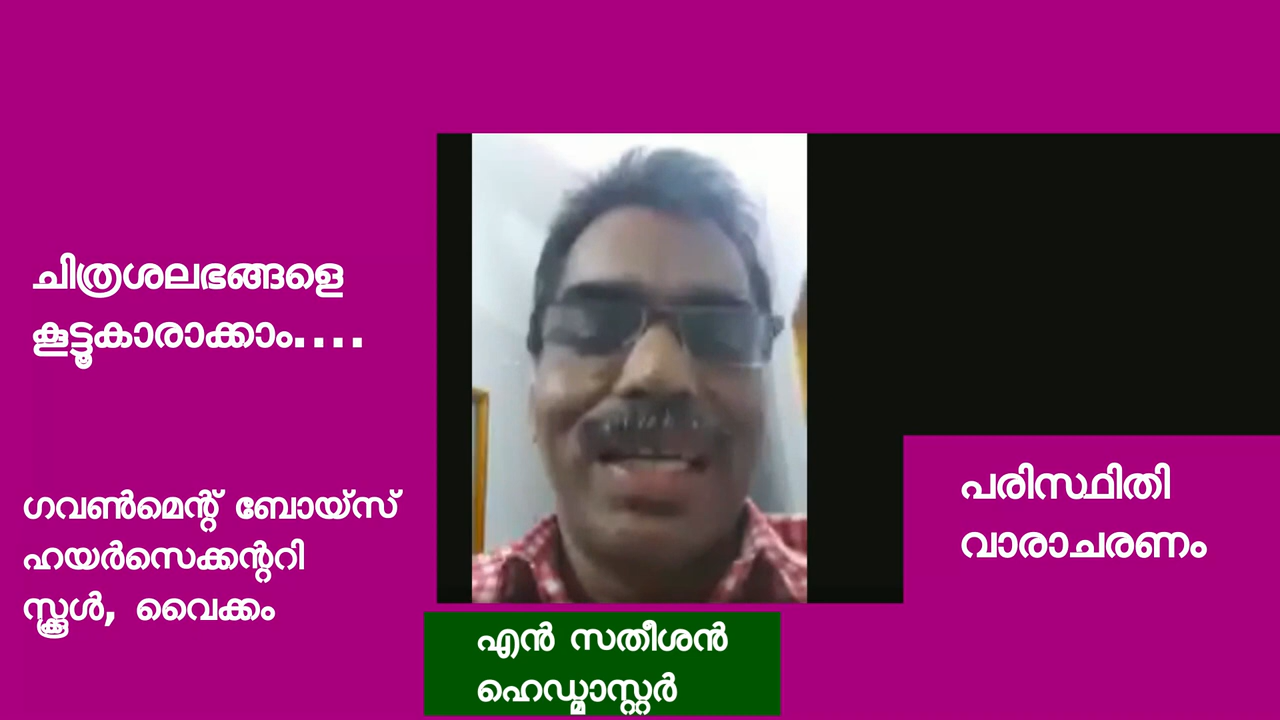 ചിത്രശലഭങ്ങളെ
കൂട്ടൂകാരാക്കാം....
ഗവൺമെന്റ് ബോയ്സ്
ഹയർസെക്കന്ററി
സ്ക്കൂൾ, വൈക്കം
എൻ സതീശൻ
ഹെഡ്മാസ്റ്റർ
പരിസ്ഥിതി
വാരാചരണം